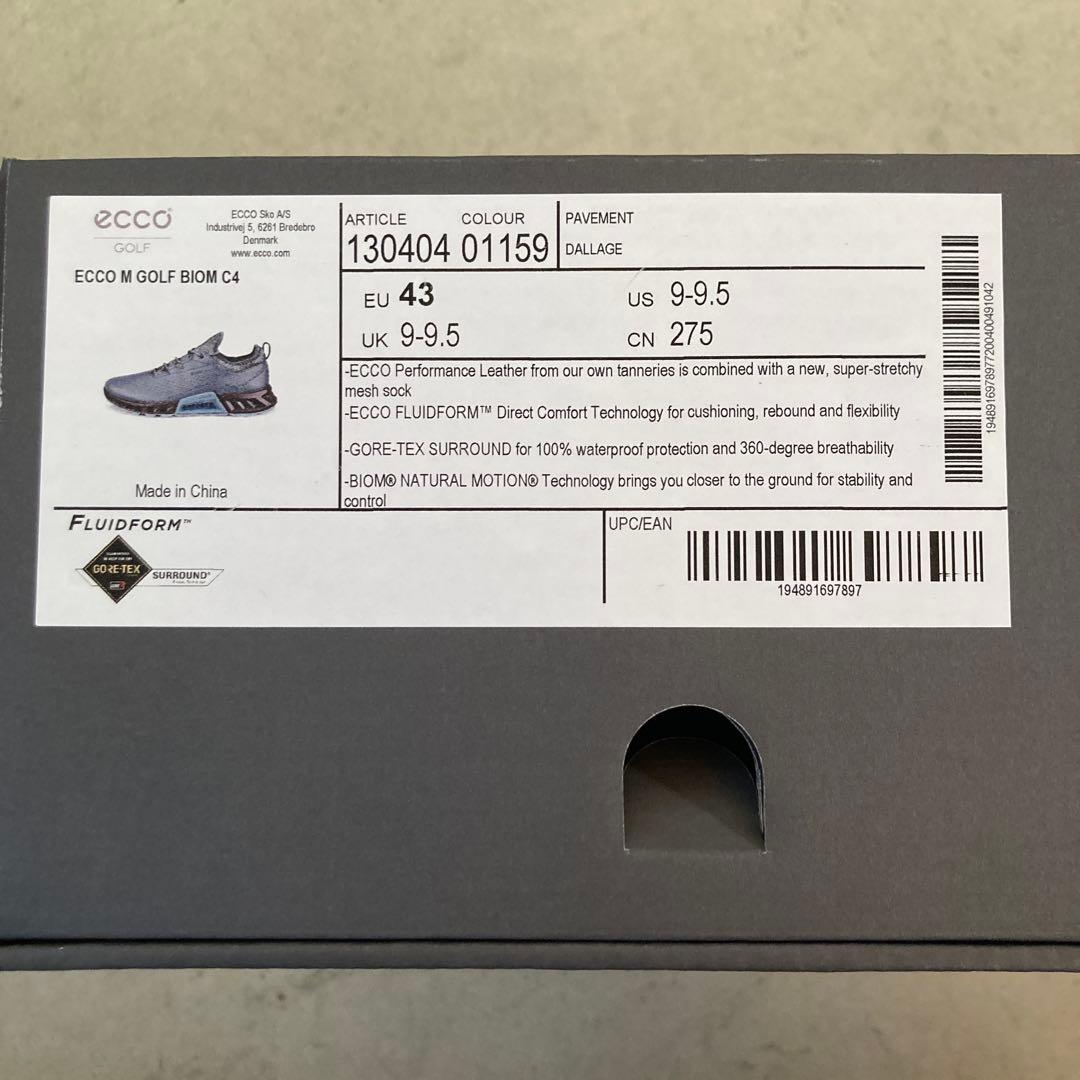 ecco®
GOLF
ECCO Sko A/S
Industrivej 5, 6261 Bredebro
Denmark
www.ecco.com
ECCO M GOLF BIOM C4
Made in China
ARTICLE COLOUR
130404 01159
PAVEMENT
DALLAGE
EU 43
US 9-9.5
UK 9-9.5
CN 275
-ECCO Performance Leather from our own tanneries is combined with a new, super-stretchy
mesh sock
-ECCO FLUIDFORM™ Direct Comfort Technology for cushioning, rebound and flexibility
-GORE-TEX SURROUND for 100% waterproof protection and 360-degree breathability
-BIOM® NATURAL MOTION® Technology brings you closer to the ground for stability and
control
1948916978977200400491042
FLUIDFORM™
GORE-TEX
SURROUND®
UPC/EAN
194891697897